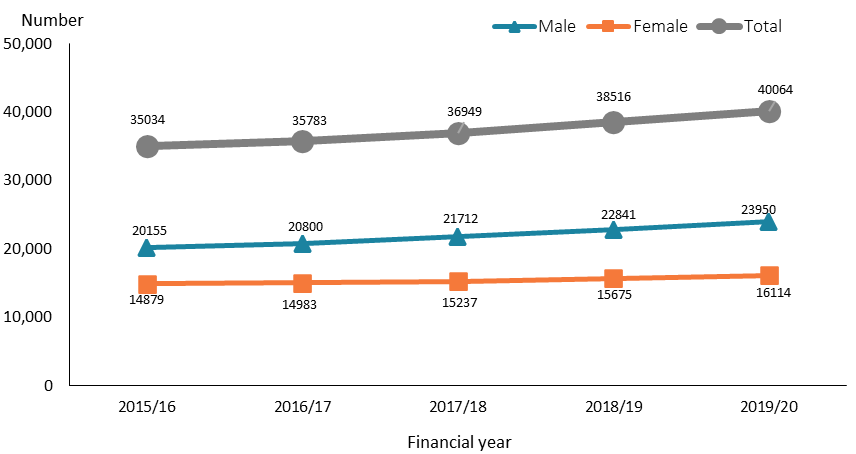 Number
Male Female Total
50,000
40,000
30,000
20,000
10,000
0
35034 35783 36949 38516 40064
20155 20800 21712 22841 23950
14879 14983 15237 15675 16114
2015/16 2016/17 2017/18 2018/19 2019/20
Financial year